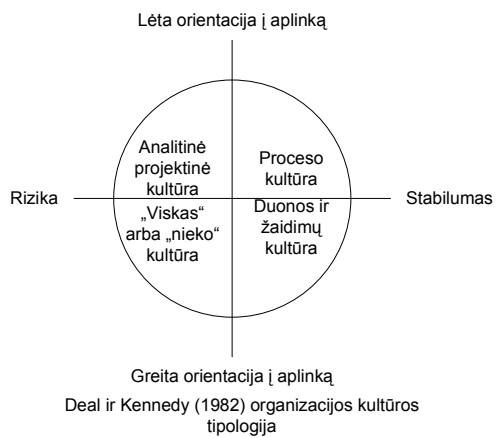 Lėta orientacija į aplinką
Analitinė
projektinė
kultūra
Proceso
kultūra
Rizika
Stabilumas
„Viskas“
arba „nieko“
kultūra
Duonos ir
žaidimų
kultūra
Greita orientacija į aplinką
Deal ir Kennedy (1982) organizacijos kultūros
tipologija